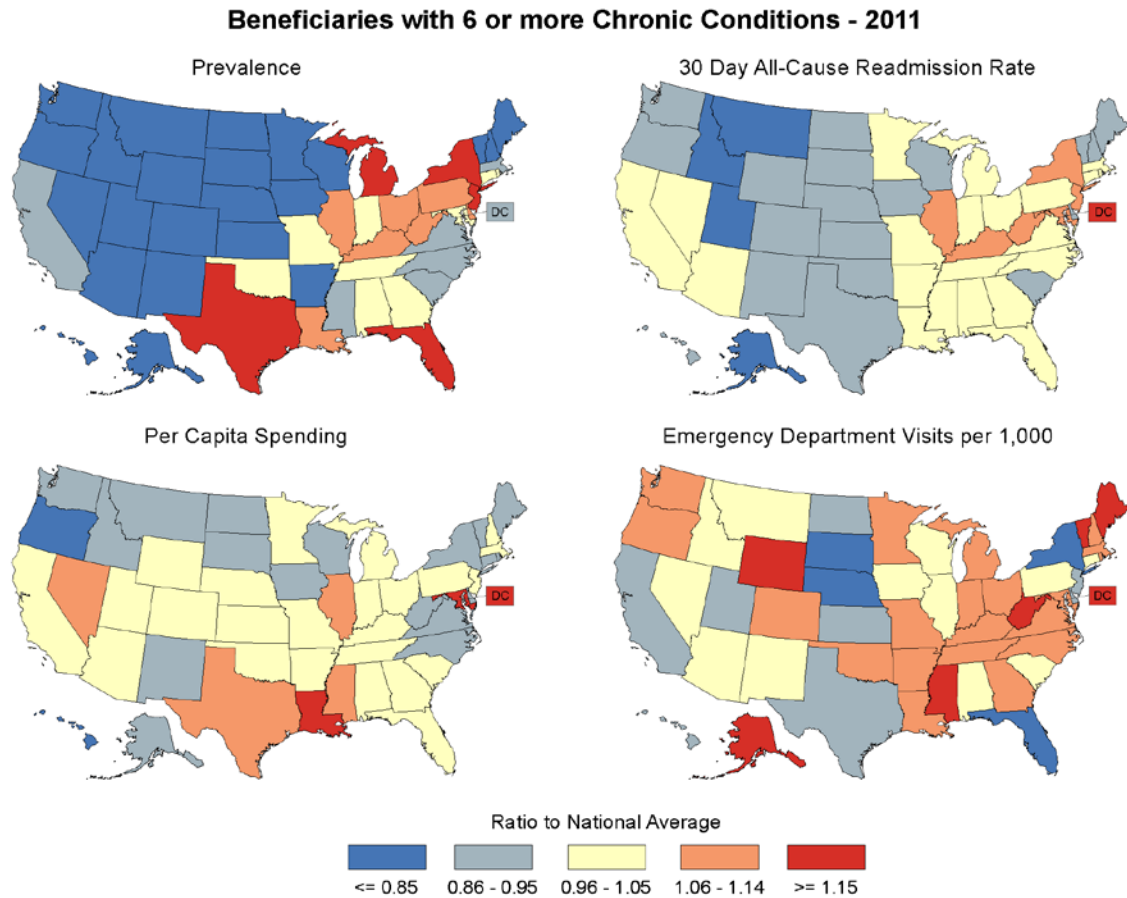 Beneficiaries with 6 or more Chronic Conditions - 2011
Prevalence
30 Day All-Cause Readmission Rate
DC
DC
Per Capita Spending
Emergency Department Visits per 1,000
DC
DC
Ratio to National Average
<= 0.85
0.86 - 0.95
0.96 - 1.05
1.06 - 1.14
>= 1.15